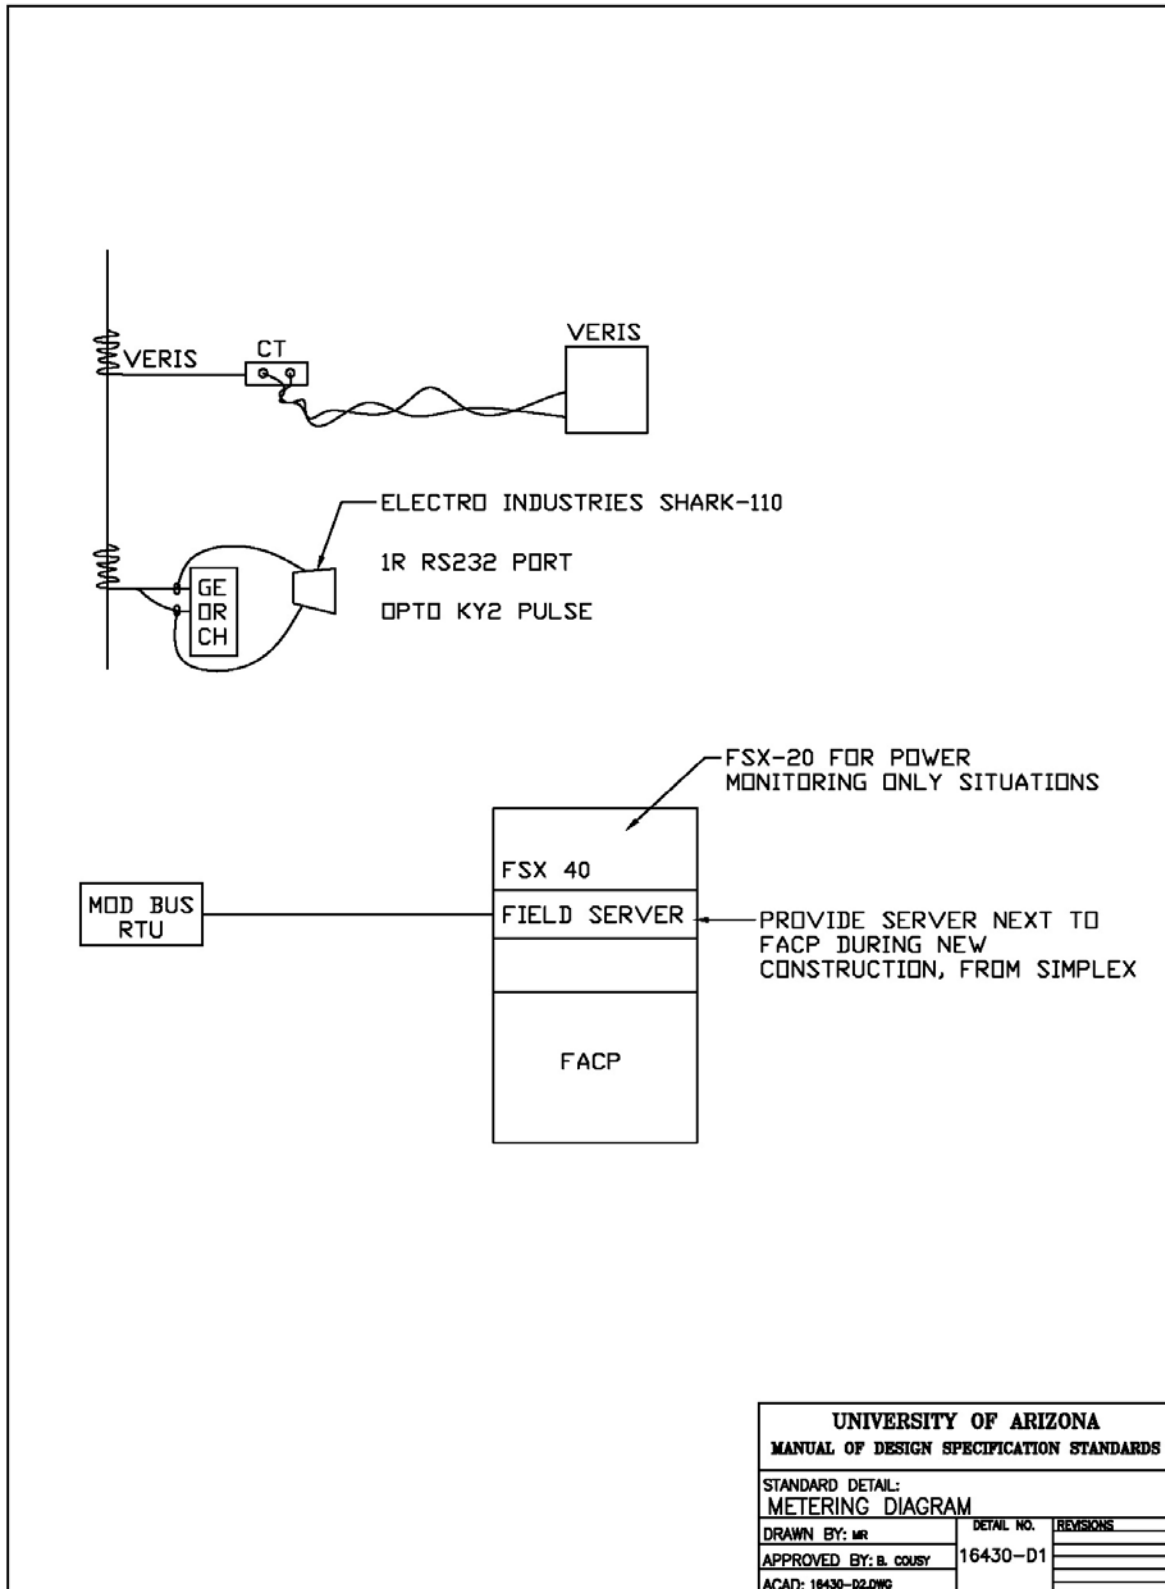 VERIS
CT
VERIS
ELECTRO INDUSTRIES SHARK-110
1R RS232 PORT
OPTO KY2 PULSE
GE
OR
CH
FSX-20 FOR POWER
MONITORING ONLY SITUATIONS
FSX 40
MOD BUS
RTU
FIELD SERVER
PROVIDE SERVER NEXT TO
FACP DURING NEW
CONSTRUCTION, FROM SIMPLEX
FACP
UNIVERSITY OF ARIZONA
MANUAL OF DESIGN SPECIFICATION STANDARDS
STANDARD DETAIL:
METERING DIAGRAM
DRAWN BY: MR
DETAIL NO.
REVISIONS
APPROVED BY: B. COUSY
16430-D1
ACAD: 16430-D2.DWG